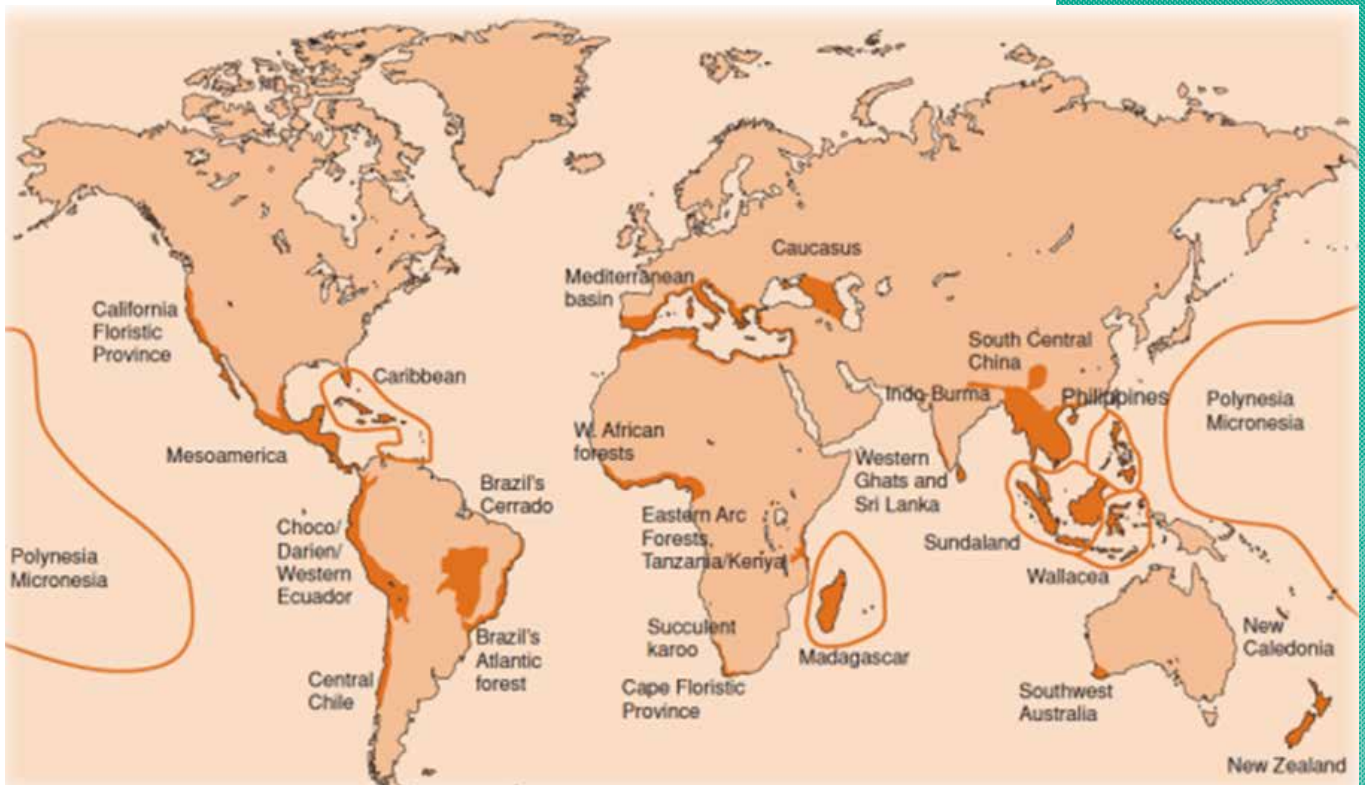 Caucasus
Mediterranean
basin
California
Floristic
Province
South Central
China
Caribbean
Indo-Burma
Philippines
Polynesia
Micronesia
W. African
forests
Mesoamerica
Western
Ghats and
Sri Lanka
Brazil's
Cerrado
Eastern Arc
Forests,
Tanzania/Kenya
Choco/
Darien/
Western
Ecuador
Sundaland
Polynesia
Micronesia
Wallacea
Succulent
karoo
Brazil's
Atlantic
forest
New
Caledonia
Madagascar
Central
Chile
Cape Floristic
Province
Southwest
Australia
New Zealand